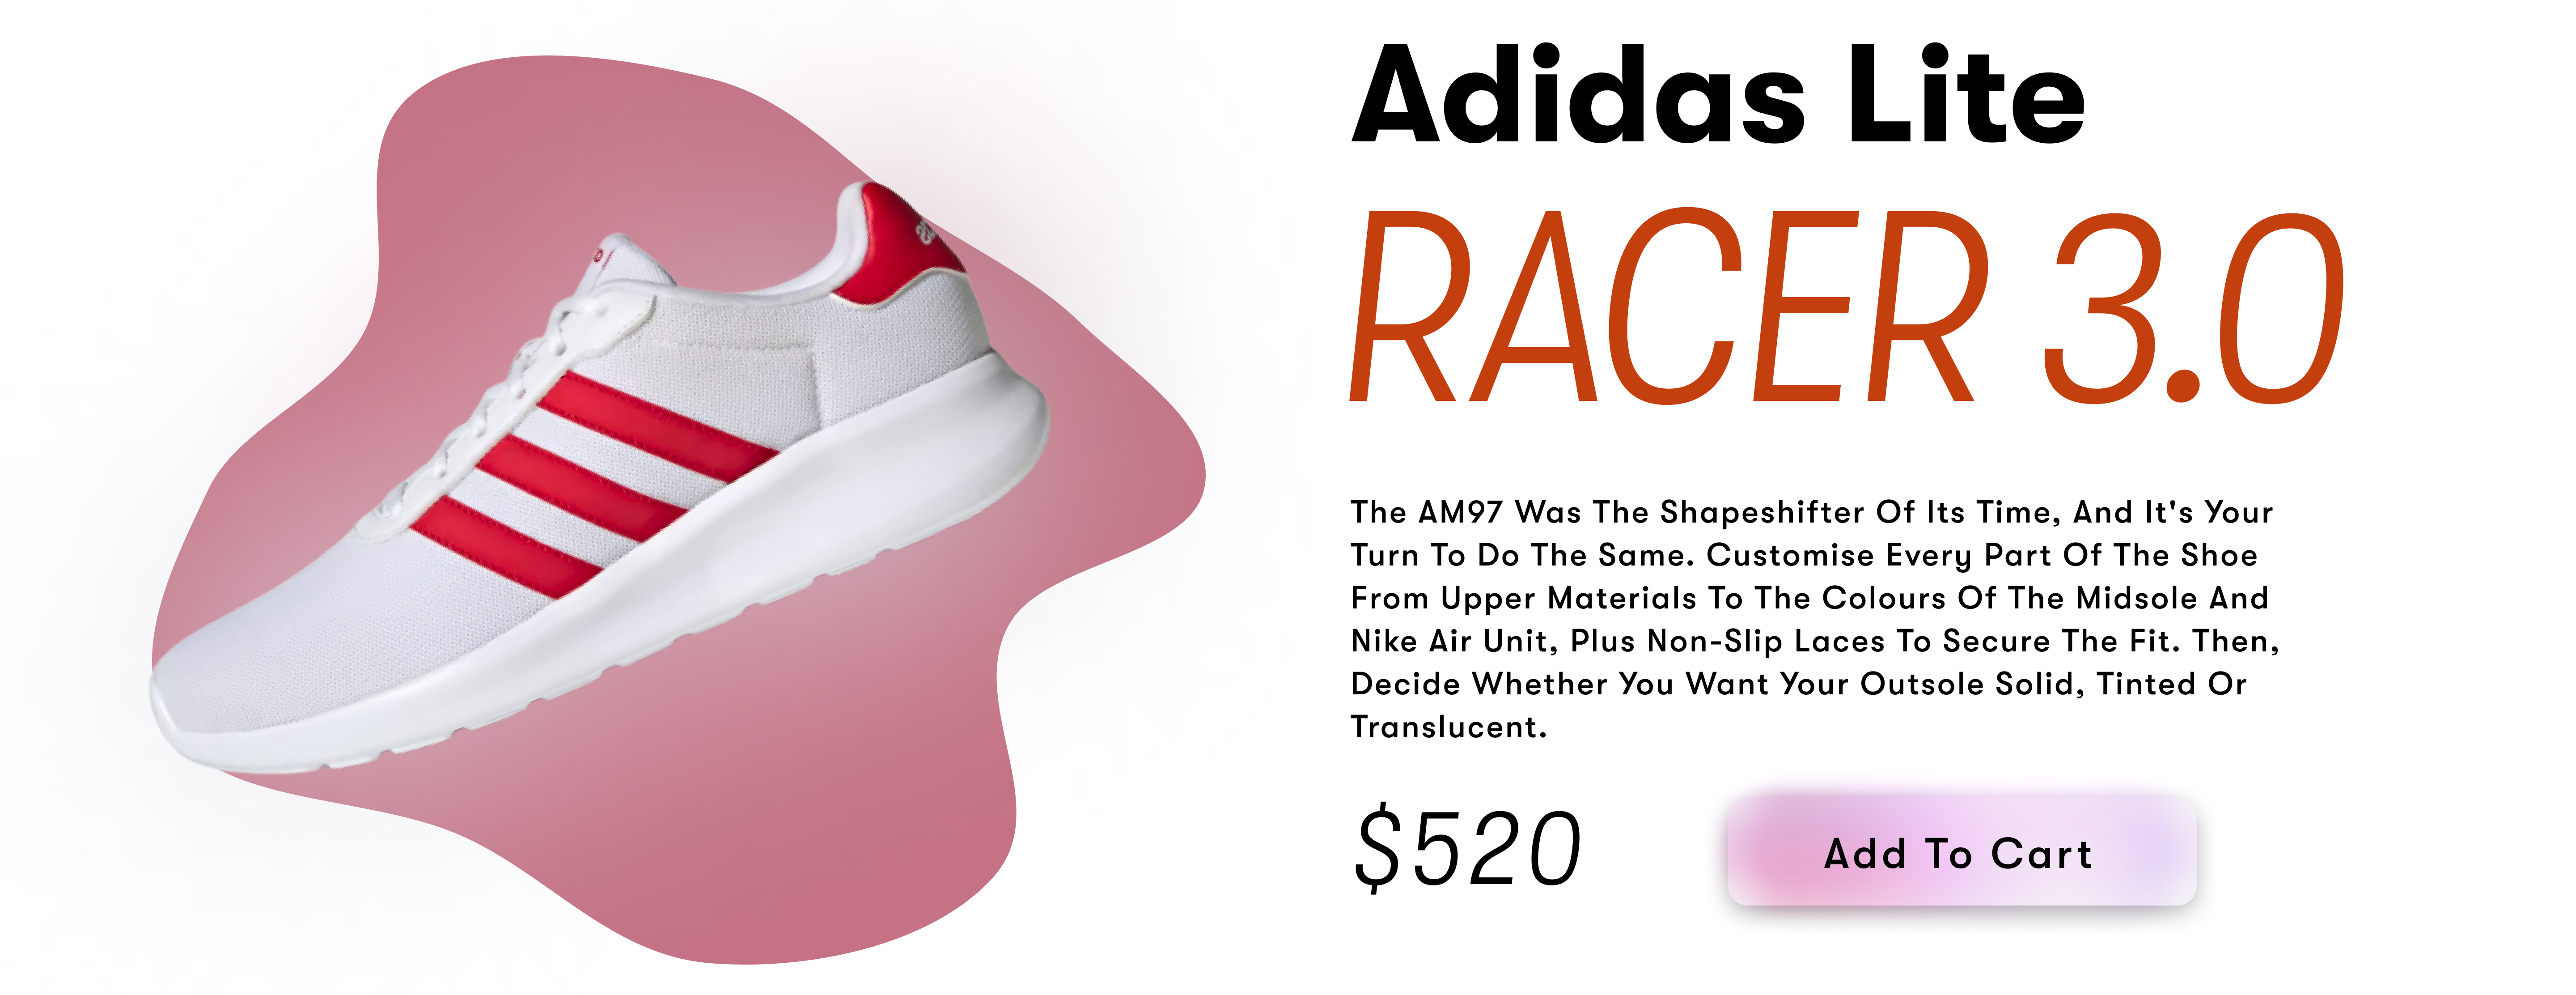 Adidas Lite
RACER 3.0
The AM97 Was The Shapeshifter Of Its Time, And It's Your
Turn To Do The Same. Customise Every Part Of The Shoe
From Upper Materials To The Colours Of The Midsole And
Nike Air Unit, Plus Non-Slip Laces To Secure The Fit. Then,
Decide Whether You Want Your Outsole Solid, Tinted Or
Translucent.
$520
Add To Cart